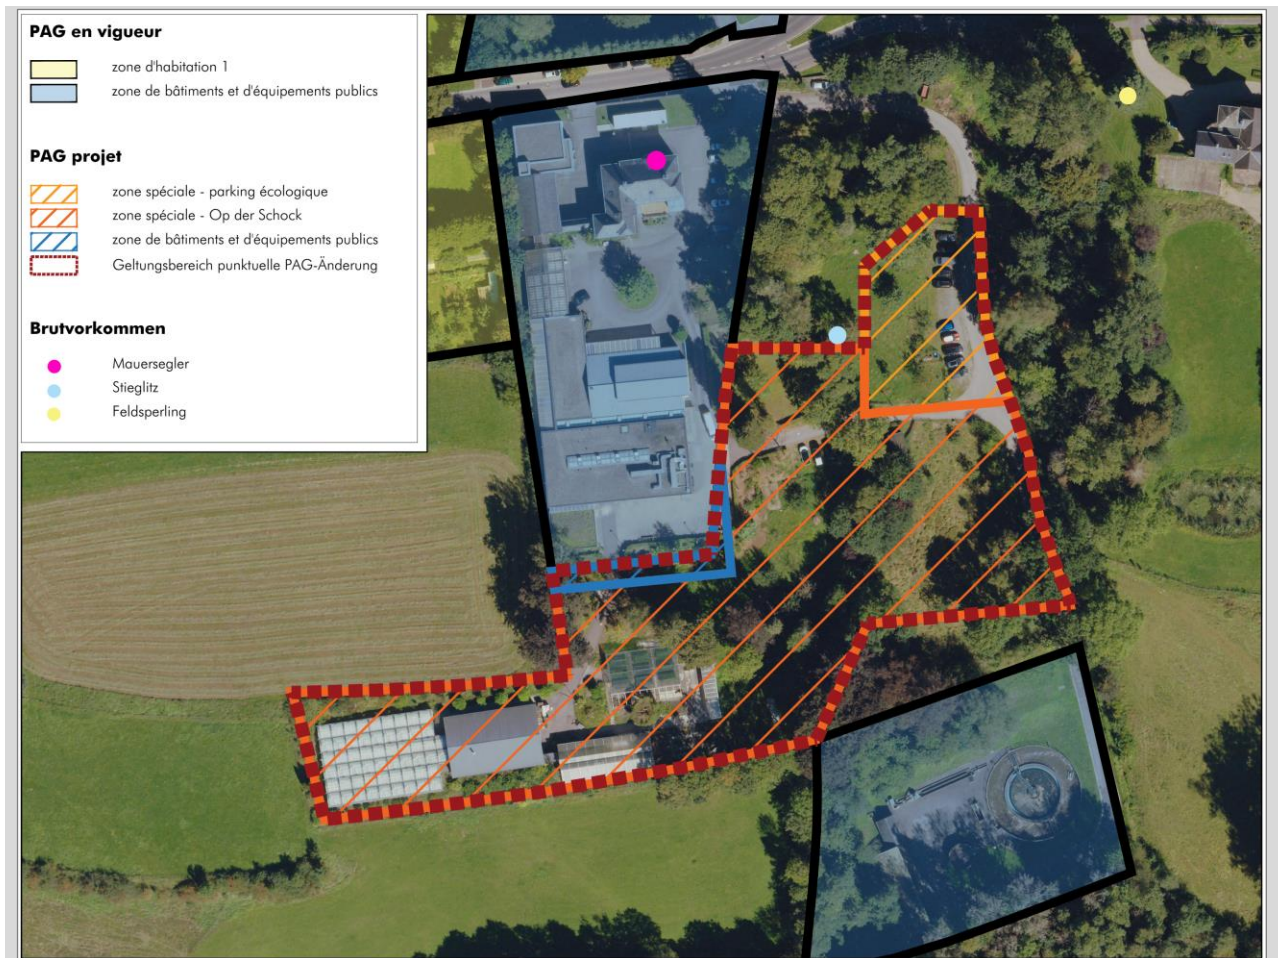 PAG en vigueur
zone d'habitation 1
zone de bâtiments et d'équipements publics
PAG projet
zone spéciale - parking écologique
zone spéciale - Op der Schock
zone de bâtiments et d'équipements publics
Geltungsbereich punktuelle PAG-Änderung
Brutvorkommen
Mauersegler
Stieglitz
Feldsperling